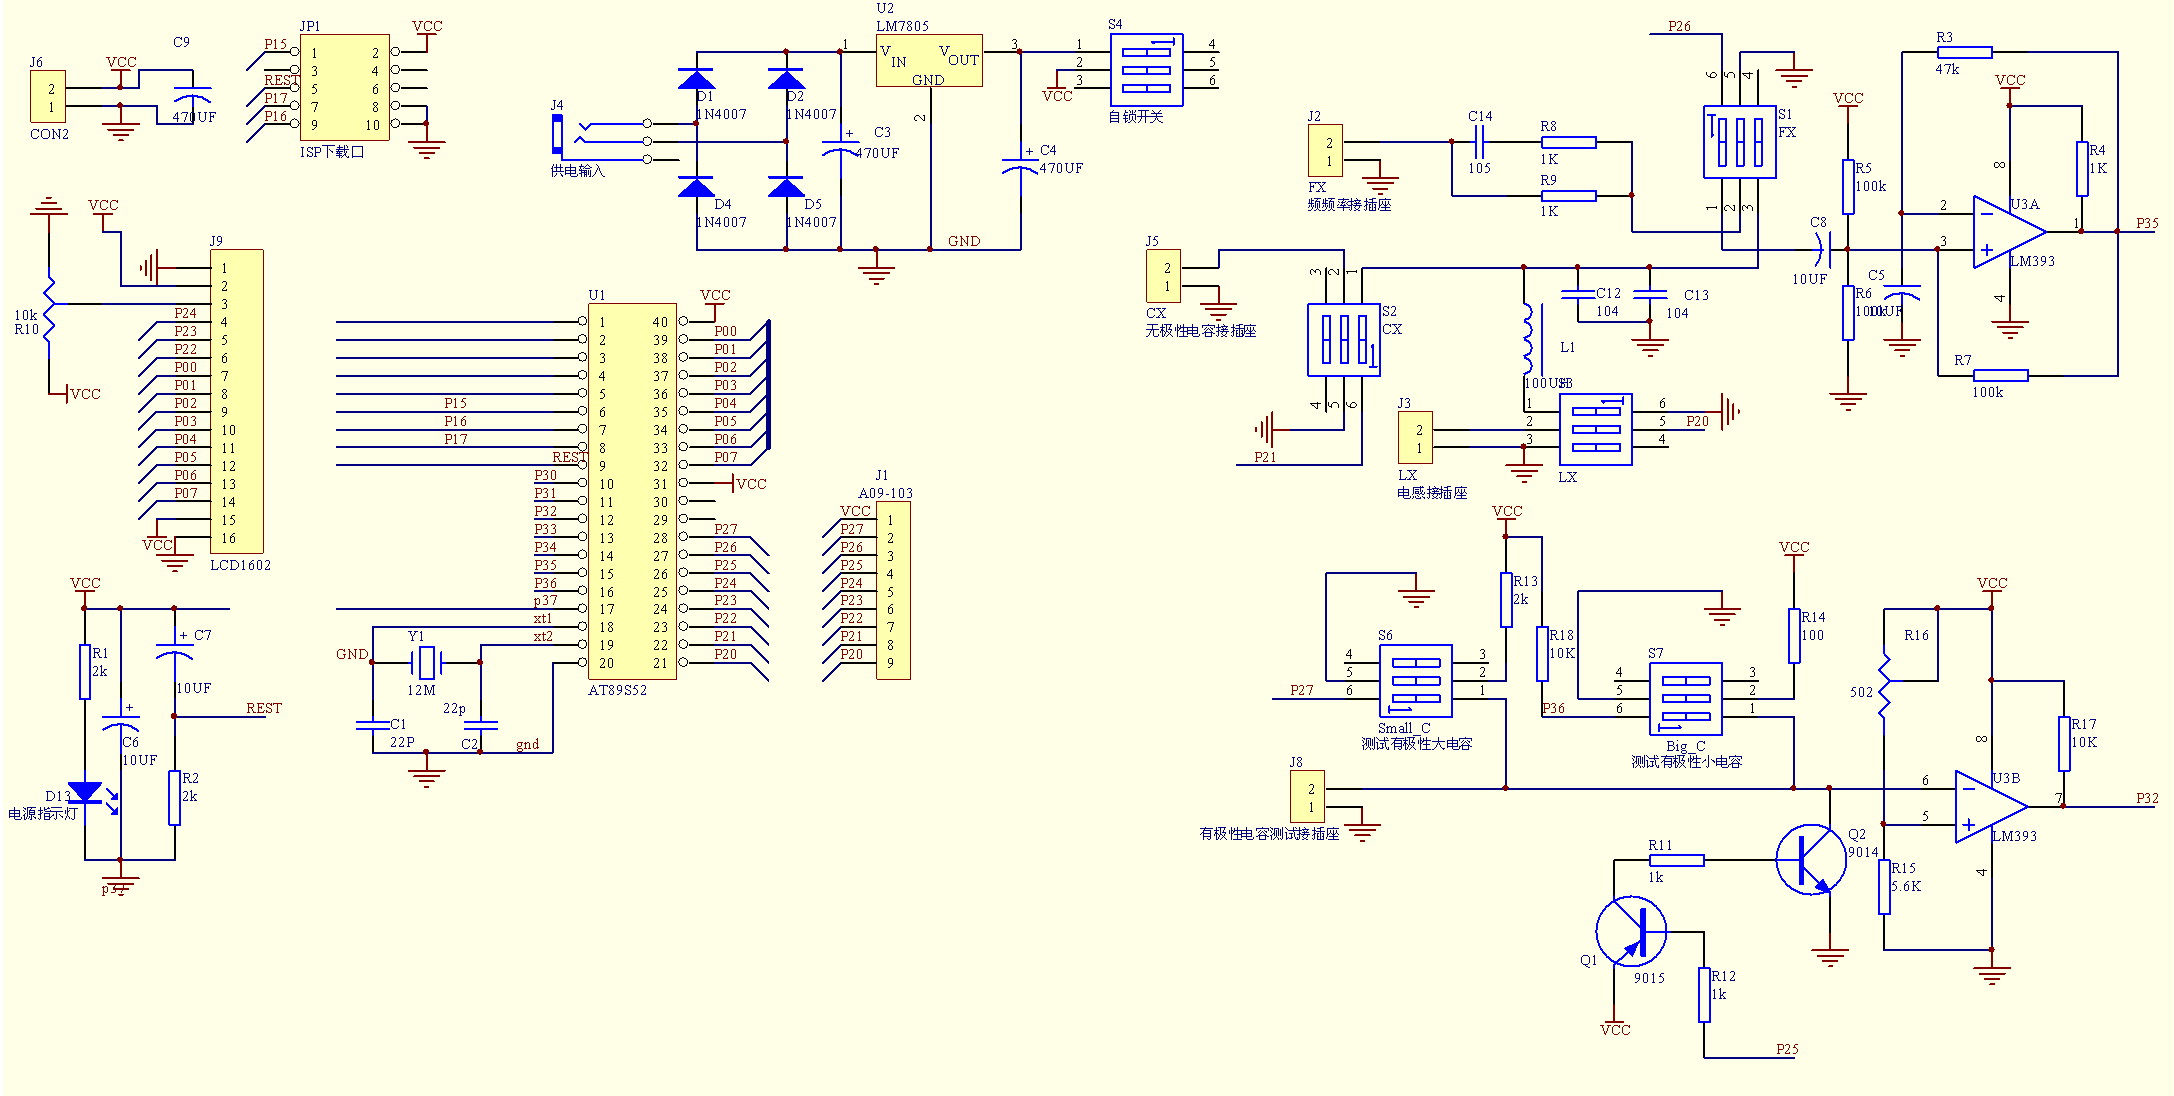 J6
2
1
CON2
VCC
C9
470UF
JP1
P15
REST
P17
P16
1
3
5
7
9
2
4
6
8
10
VCC
ISP下载口
J4
供电输入
D1
1N4007
D2
1N4007
D4
1N4007
D5
1N4007
C3
470UF
+
U2
LM7805
1
V
IN
V
OUT
GND
2
3
C4
470UF
+
GND
S4
1
2
3
4
5
6
VCC
自锁开关
VCC
10k
R10
VCC
J9
1
2
3
4
5
6
7
8
9
10
11
12
13
14
15
16
P24
P23
P22
P00
P01
P02
P03
P04
P05
P06
P07
VCC
LCD1602
U1
1
2
3
4
5
6
7
8
9
10
11
12
13
14
15
16
17
18
19
20
P15
P16
P17
REST
P30
P31
P32
P33
P34
P35
P36
p37
xt1
xt2
40
39
38
37
36
35
34
33
32
31
30
29
28
27
26
25
24
23
22
21
VCC
P00
P01
P02
P03
P04
P05
P06
P07
VCC
P27
P26
P25
P24
P23
P22
P21
P20
AT89S52
J1
A09-103
VCC
P27
P26
P25
P24
P23
P22
P21
P20
1
2
3
4
5
6
7
8
9
GND
Y1
12M
C1
22P
22p
C2
gnd
VCC
R1
2k
+
C6
10UF
+
C7
10UF
REST
R2
2k
D13
电源指示灯
p37
J2
2
1
FX
频频率接插座
C14
105
R8
1K
R9
1K
P26
6
5
4
1
2
3
S1
FX
VCC
R5
100k
C8
10UF
R6
100k
C5
10UF
R3
47k
VCC
R4
1K
2
3
8
4
1
U3A
LM393
P35
R7
100k
J5
2
1
CX
无极性电容接插座
3
2
1
4
5
6
S2
CX
P21
C12
104
C13
104
L1
100UH
S3
1
2
3
6
5
4
P20
LX
J3
2
1
LX
电感接插座
VCC
R13
2k
R18
10K
P36
S6
4
5
6
3
2
1
P27
Small_C
测试有极性大电容
S7
4
5
6
3
2
1
Big_C
测试有极性小电容
VCC
R14
100
VCC
R16
502
R17
10K
J8
2
1
有极性电容测试接插座
6
5
8
4
7
U3B
LM393
P32
Q2
9014
R15
5.6K
R11
1k
Q1
9015
VCC
R12
1k
P25